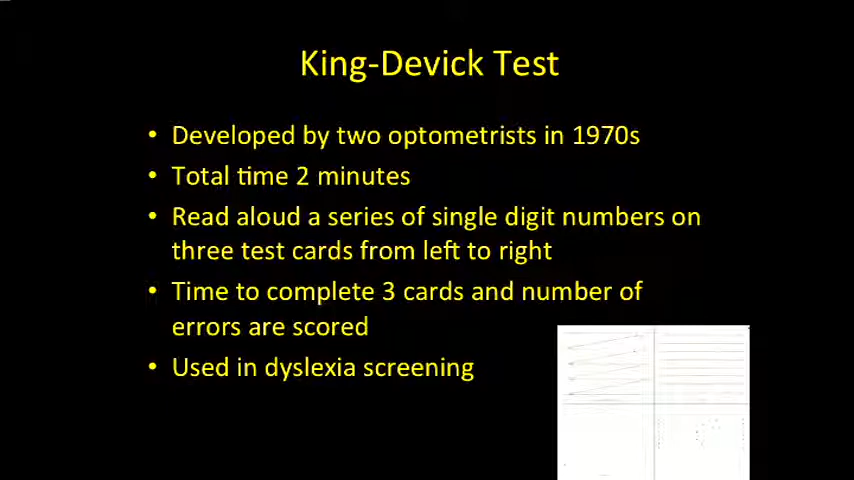 King-Devick Test
• Developed by two optometrists in 1970s
• Total time 2 minutes
• Read aloud a series of single digit numbers on
three test cards from left to right
• Time to complete 3 cards and number of
errors are scored
• Used in dyslexia screening